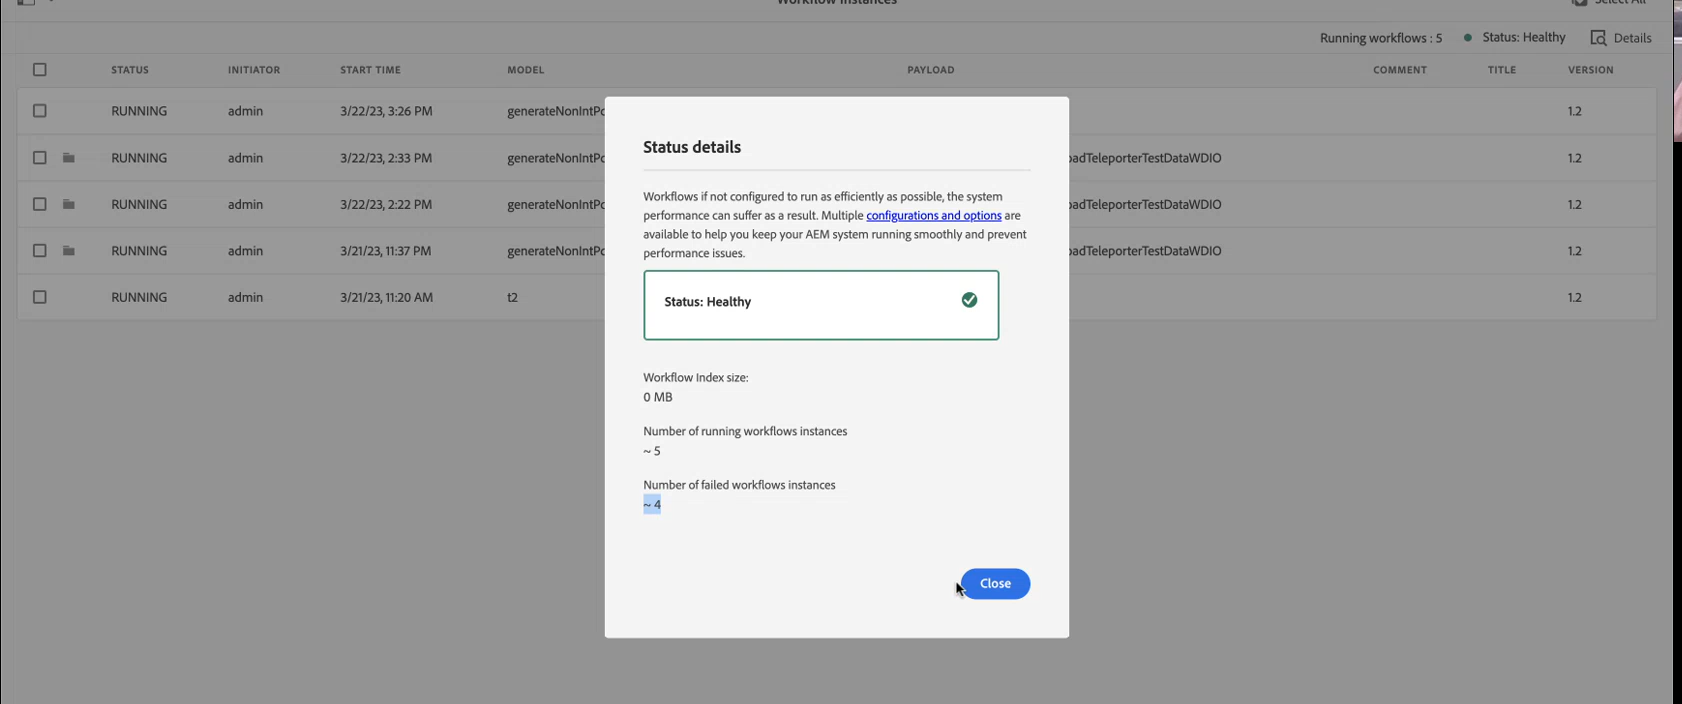 Workflow Instances
Select All
Running workflows : 5
Status: Healthy
Details
STATUS INITIATOR START TIME MODEL PAYLOAD COMMENT TITLE VERSION
RUNNING admin 3/22/23, 3:26 PM generateNonIntPo 1.2
RUNNING admin 3/22/23, 2:33 PM generateNonIntPo oadTeleporterTestDataWDIO 1.2
RUNNING admin 3/22/23, 2:22 PM generateNonIntPo oadTeleporterTestDataWDIO 1.2
RUNNING admin 3/21/23, 11:37 PM generateNonIntPo oadTeleporterTestDataWDIO 1.2
RUNNING admin 3/21/23, 11:20 AM t2 1.2
Status details
Workflows if not configured to run as efficiently as possible, the system
performance can suffer as a result. Multiple configurations and options are
available to help you keep your AEM system running smoothly and prevent
performance issues.
Status: Healthy
Workflow Index size:
0 MB
Number of running workflows instances
~ 5
Number of failed workflows instances
~ 4
Close